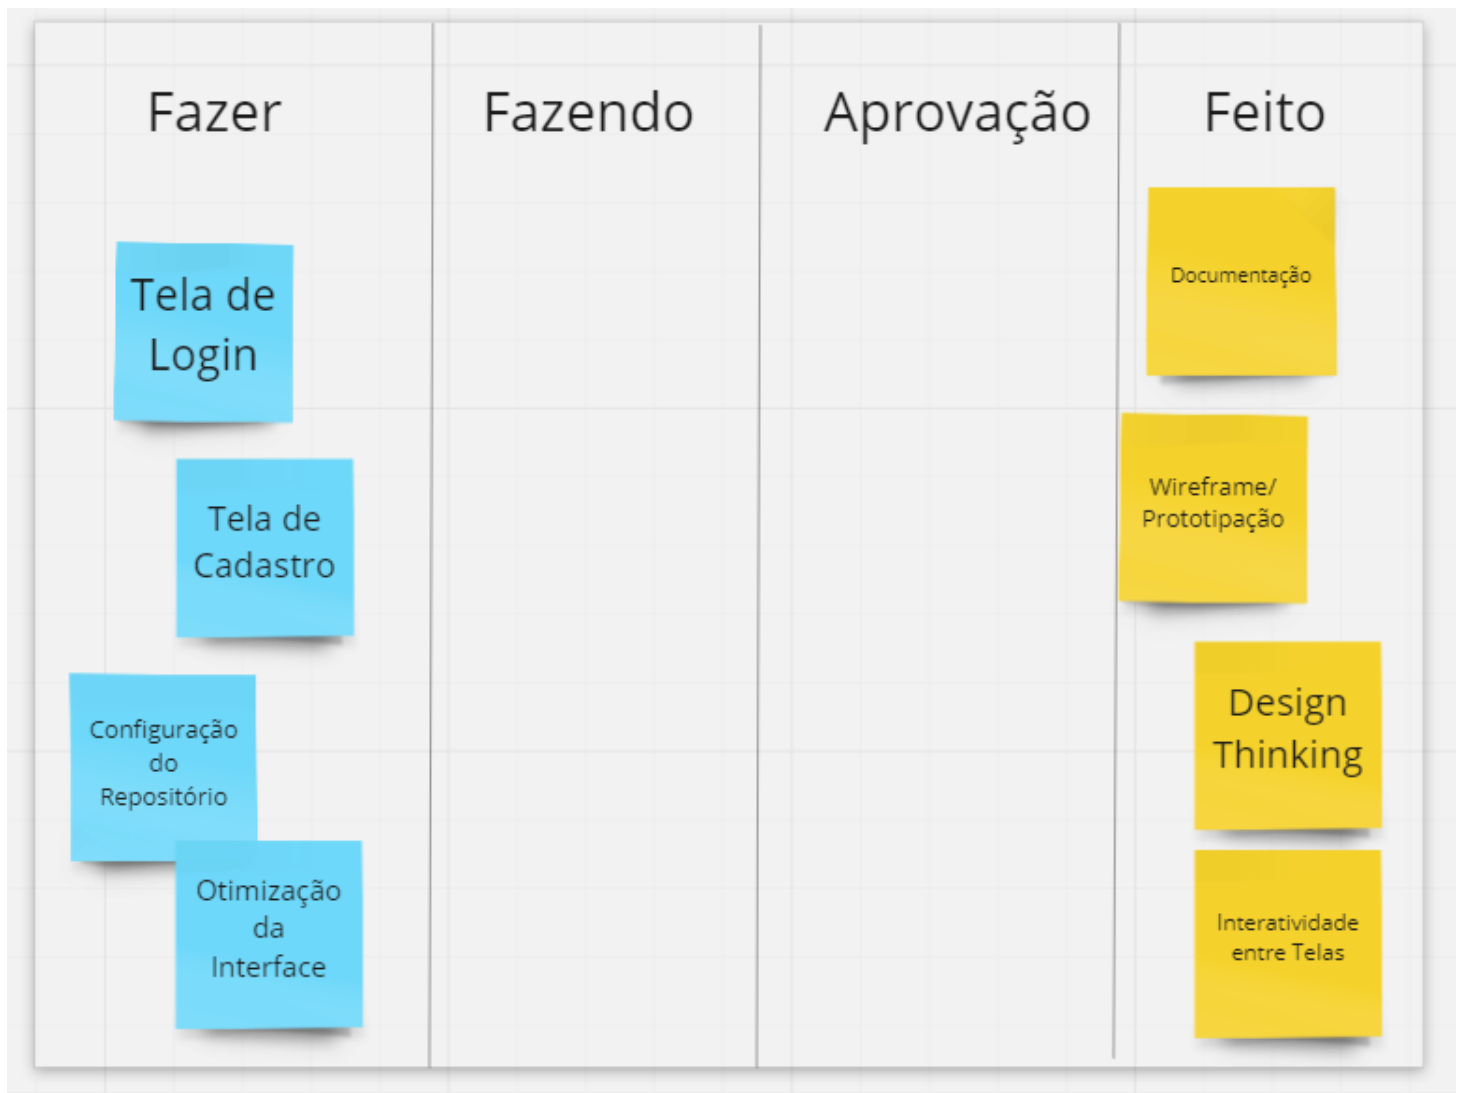 Fazer
Fazendo
Aprovação
Feito
Tela de
Login
Tela de
Cadastro
Configuração
do
Repositório
Otimização
da
Interface
Documentação
Wireframe/
Prototipação
Design
Thinking
Interatividade
entre Telas